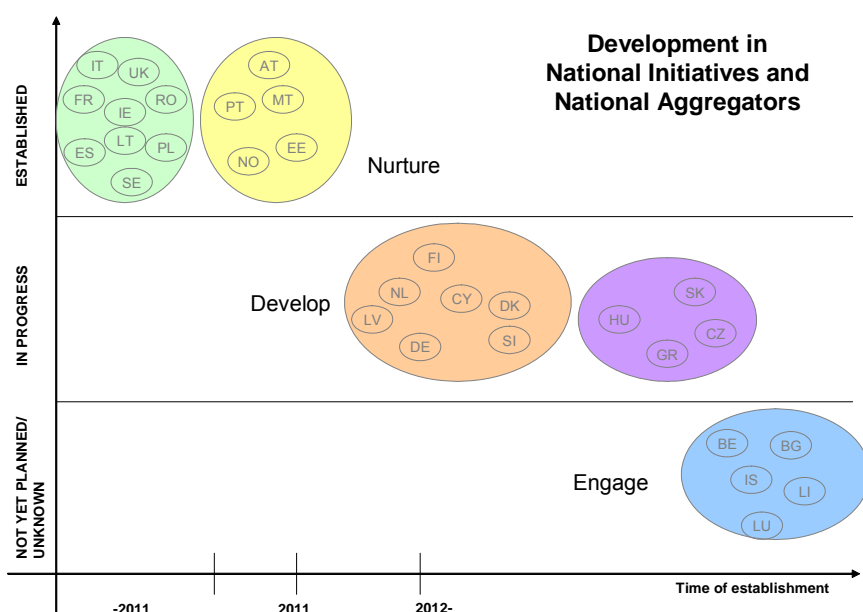 Development in
National Initiatives and
National Aggregators
ESTABLISHED
IT
UK
FR
RO
IE
LT
ES
PL
SE
AT
PT
MT
NO
EE
Nurture
IN PROGRESS
Develop
FI
NL
CY
DK
LV
DE
SI
SK
HU
CZ
GR
NOT YET PLANNED/
UNKNOWN
Engage
BE
BG
IS
LI
LU
Time of establishment
-2011
2011
2012-